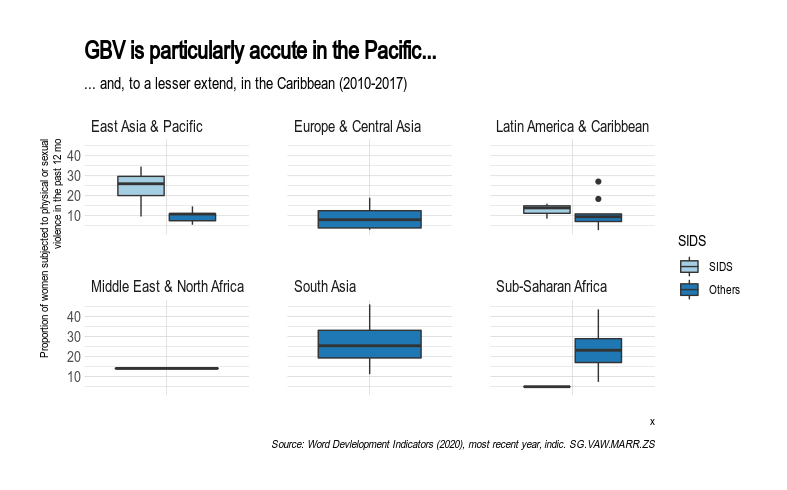 GBV is particularly accute in the Pacific...
... and, to a lesser extend, in the Caribbean (2010-2017)
East Asia & Pacific
Europe & Central Asia
Latin America & Caribbean
40
30
20
10
Proportion of women subjected to physical or sexual
violence in the past 12 mo
SIDS
SIDS
Others
Middle East & North Africa
South Asia
Sub-Saharan Africa
40
30
20
10
x
Source: Word Devlelopment Indicators (2020), most recent year, indic. SG.VAW.MARR.ZS